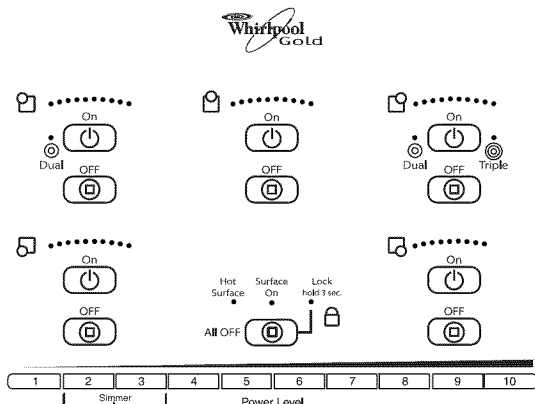 Whirlpool
Gold
On
Dual
OFF
On
OFF
On
Dual
Triple
OFF
On
OFF
Hot Surface
Surface On
Lock
hold 3 sec.
All OFF
On
OFF
1 2 3 4 5 6 7 8 9 10
Simmer
Power Level